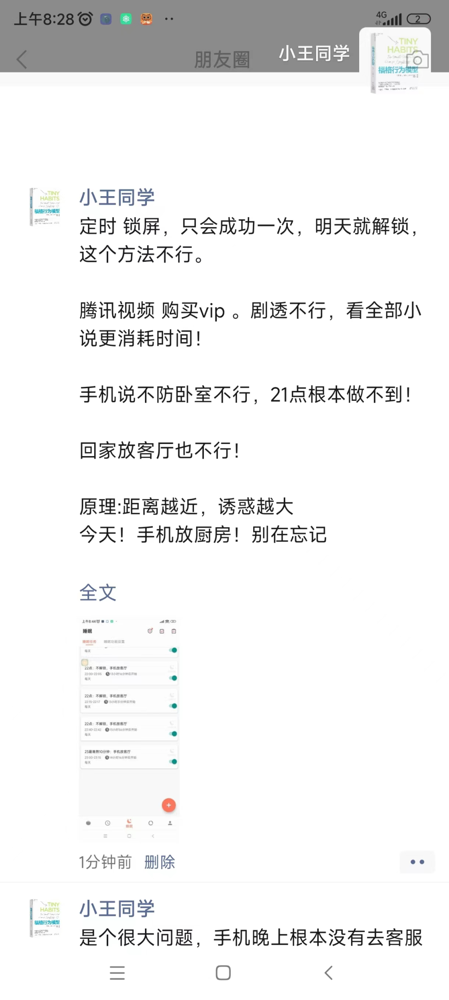 上午8:28
4G
2
朋友圈
小王同学
TINY
HABITS
福格行为模型
TINY
HABITS
福格行为模型
小王同学
定时 锁屏，只会成功一次，明天就解锁，
这个方法不行。
腾讯视频 购买vip 。剧透不行，看全部小
说更消耗时间！
手机说不防卧室不行，21点根本做不到！
回家放客厅也不行！
原理:距离越近，诱惑越大
今天！手机放厨房！别在忘记
全文
上午8:44
睡眠
睡眠任务 睡眠功能设置
每天
22点：不解锁，手机放客厅
22:00-22:05 13小时16分钟后开始
每天
22点：不解锁，手机放客厅
22:15-22:17 13小时31分钟后开始
每天
22点：不解锁，手机放客厅
22:40-22:42 13小时56分钟后开始
每天
23最难熬10分钟：手机放客厅
23:00-23:15 14小时16分钟后开始
每天
睡眠
1分钟前 删除
TINY
HABITS
福格行为模型
小王同学
是个很大问题，手机晚上根本没有去客服